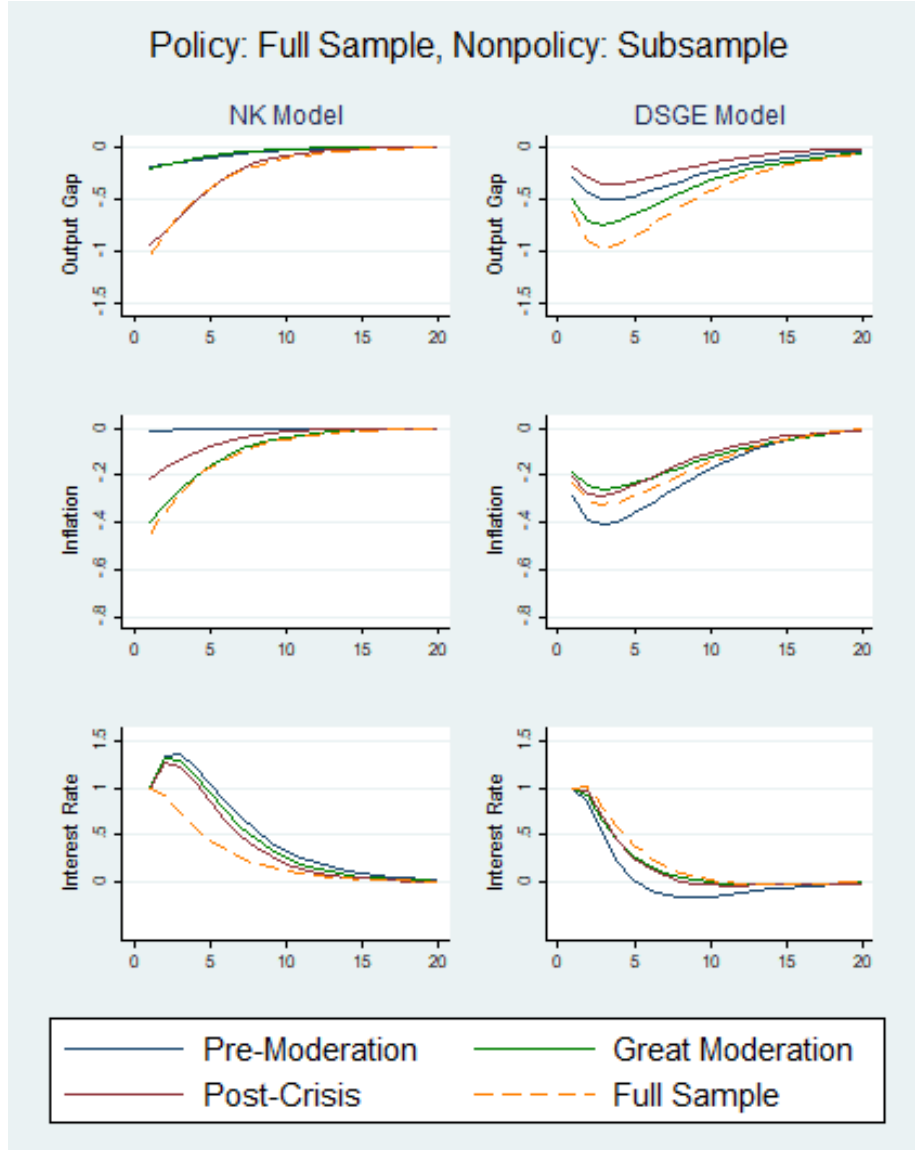 Policy: Full Sample, Nonpolicy: Subsample
NK Model
DSGE Model
Output Gap
0
-.5
-1
-1.5
0 5 10 15 20
Output Gap
0
-.5
-1
-1.5
0 5 10 15 20
Inflation
0
-.2
-.4
-.6
-.8
0 5 10 15 20
Inflation
0
-.2
-.4
-.6
-.8
0 5 10 15 20
Interest Rate
1.5
1
.5
0
0 5 10 15 20
Interest Rate
1.5
1
.5
0
0 5 10 15 20
Pre-Moderation
Great Moderation
Post-Crisis
Full Sample